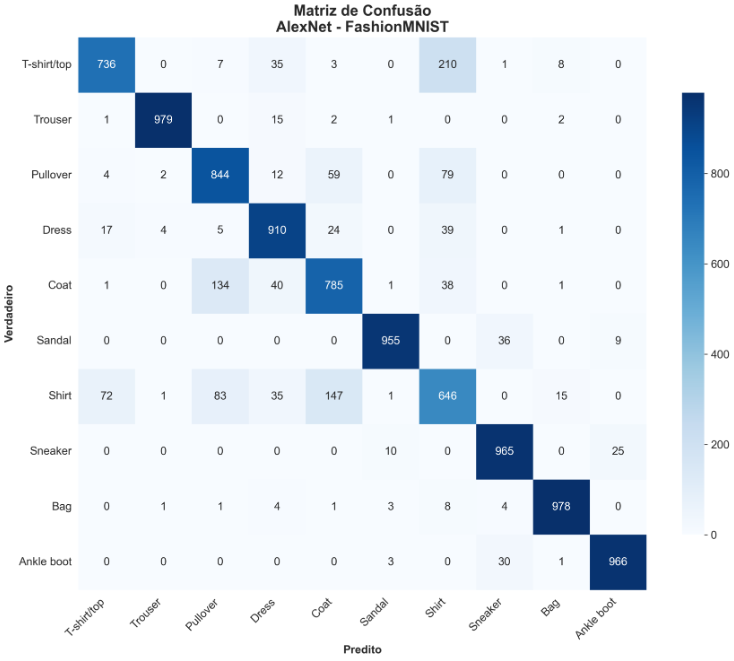 Matriz de Confusão
AlexNet - FashionMNIST
T-shirt/top 736 0 7 35 3 0 210 1 8 0
Trouser 1 979 0 15 2 1 0 0 2 0
Pullover 4 2 844 12 59 0 79 0 0 0
Dress 17 4 5 910 24 0 39 0 1 0
Coat 1 0 134 40 785 1 38 0 1 0
Sandal 0 0 0 0 0 955 0 36 0 9
Shirt 72 1 83 35 147 1 646 0 15 0
Sneaker 0 0 0 0 0 10 0 965 0 25
Bag 0 1 1 4 1 3 8 4 978 0
Ankle boot 0 0 0 0 0 3 0 30 1 966
T-shirt/top Trouser Pullover Dress Coat Sandal Shirt Sneaker Bag Ankle boot
Predito
Verdadeiro
800
600
400
200
0